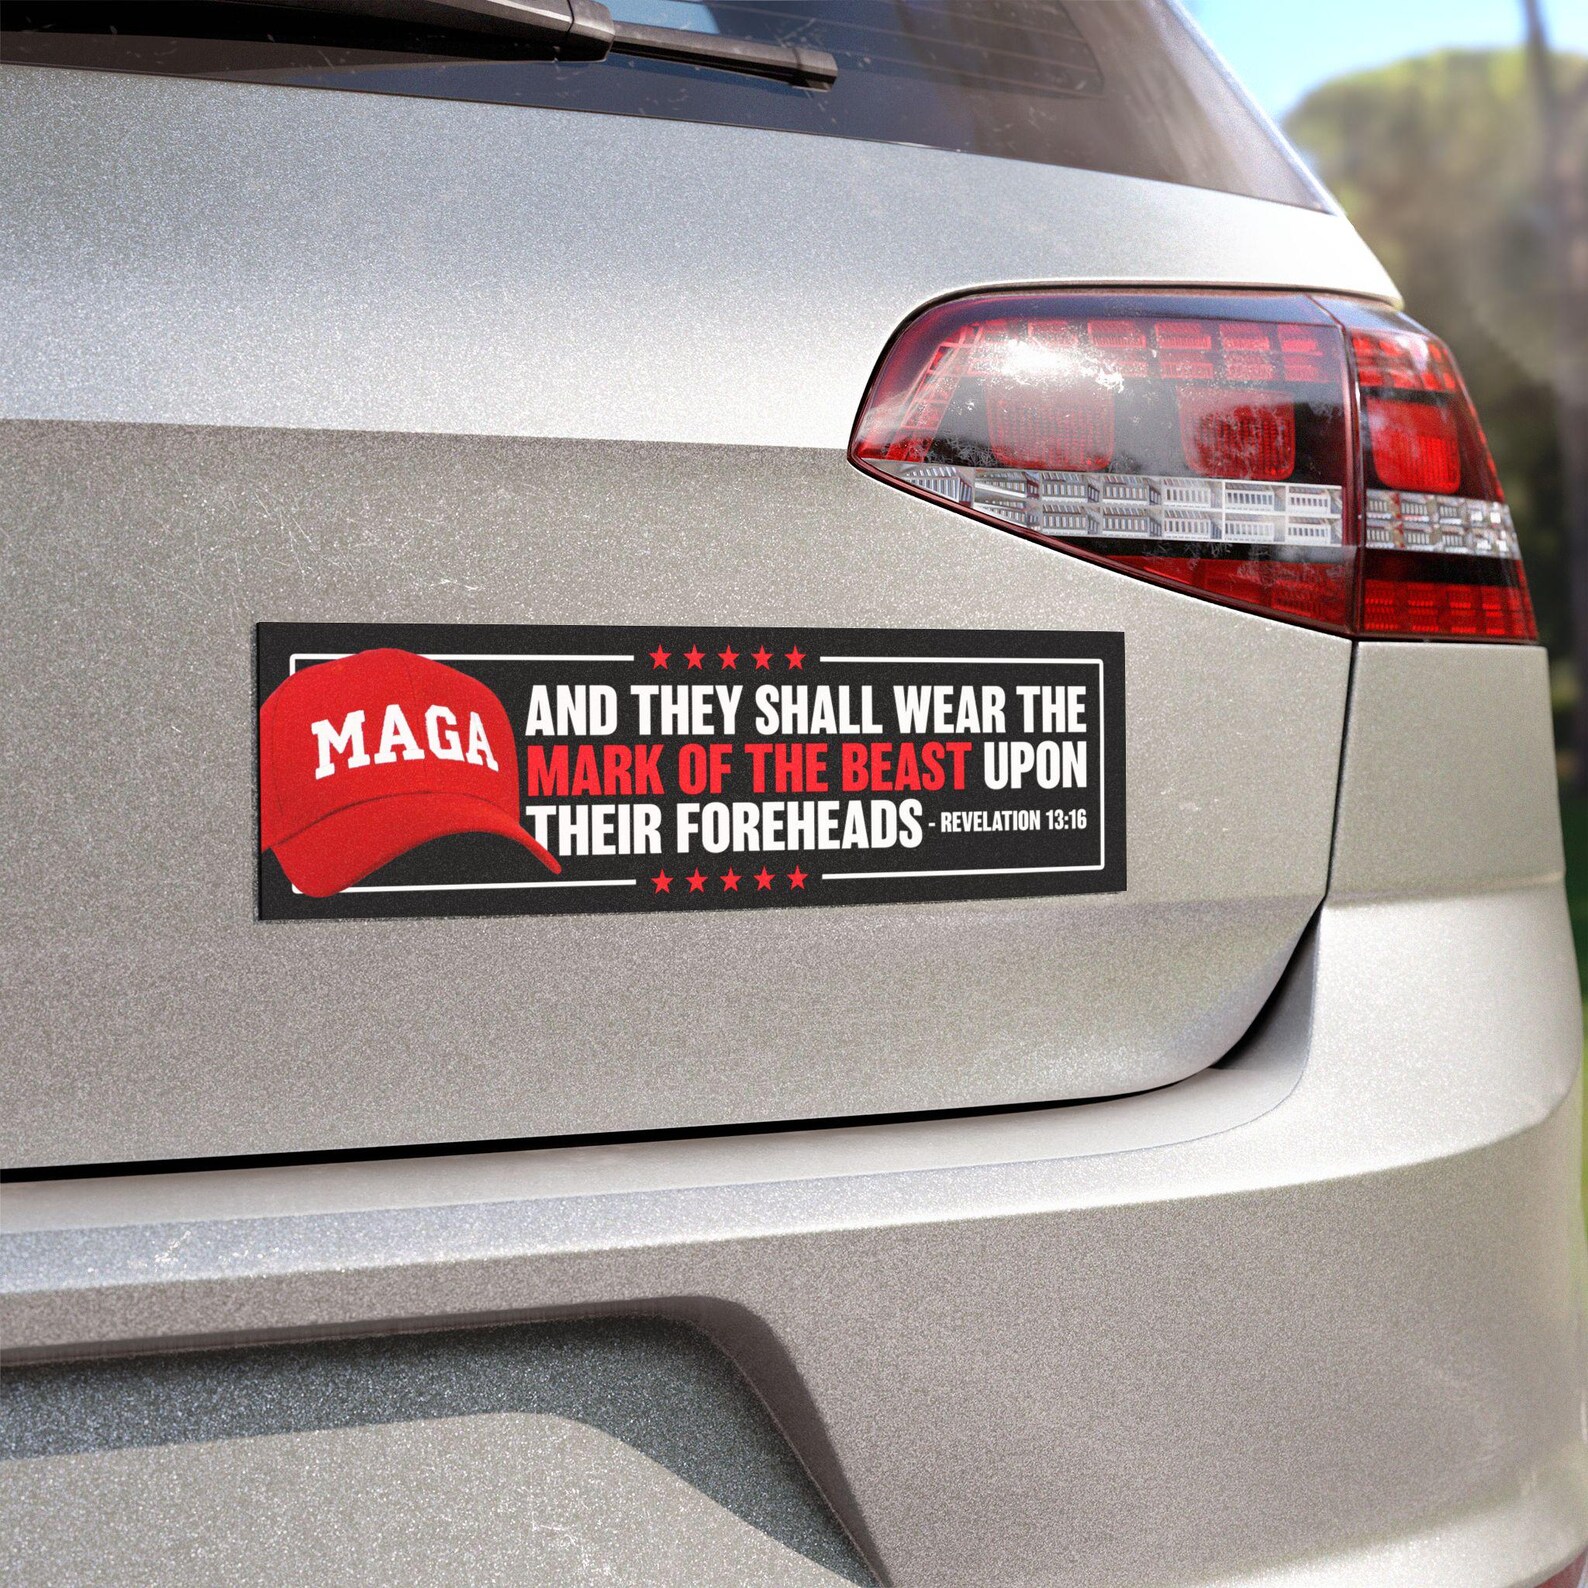 MAGA
AND THEY SHALL WEAR THE
MARK OF THE BEAST UPON
THEIR FOREHEADS - REVELATION 13:16